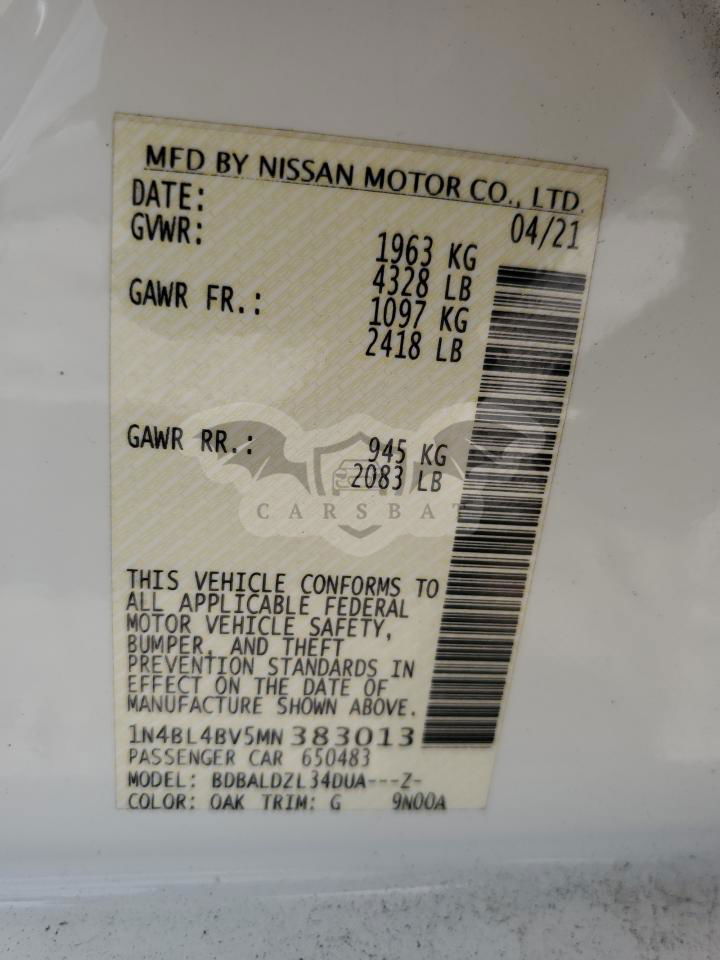 MFD BY NISSAN MOTOR CO., LTD.
DATE: 04/21
GVWR: 1963 KG
4328 LB
GAWR FR.: 1097 KG
2418 LB
GAWR RR.: 945 KG
2083 LB
CARSBAT
THIS VEHICLE CONFORMS TO
ALL APPLICABLE FEDERAL
MOTOR VEHICLE SAFETY,
BUMPER, AND THEFT
PREVENTION STANDARDS IN
EFFECT ON THE DATE OF
MANUFACTURE SHOWN ABOVE.
1N4BL4BV5MN383013
PASSENGER CAR 650483
MODEL: BDBALDZL34DUA---Z-
COLOR: QAK TRIM: G 9N00A